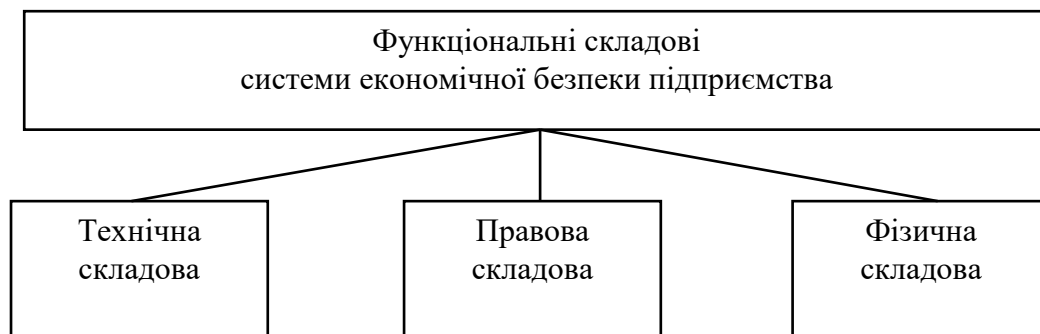 Функціональні складові
системи економічної безпеки підприємства
Технічна
складова
Правова
складова
Фізична
складова